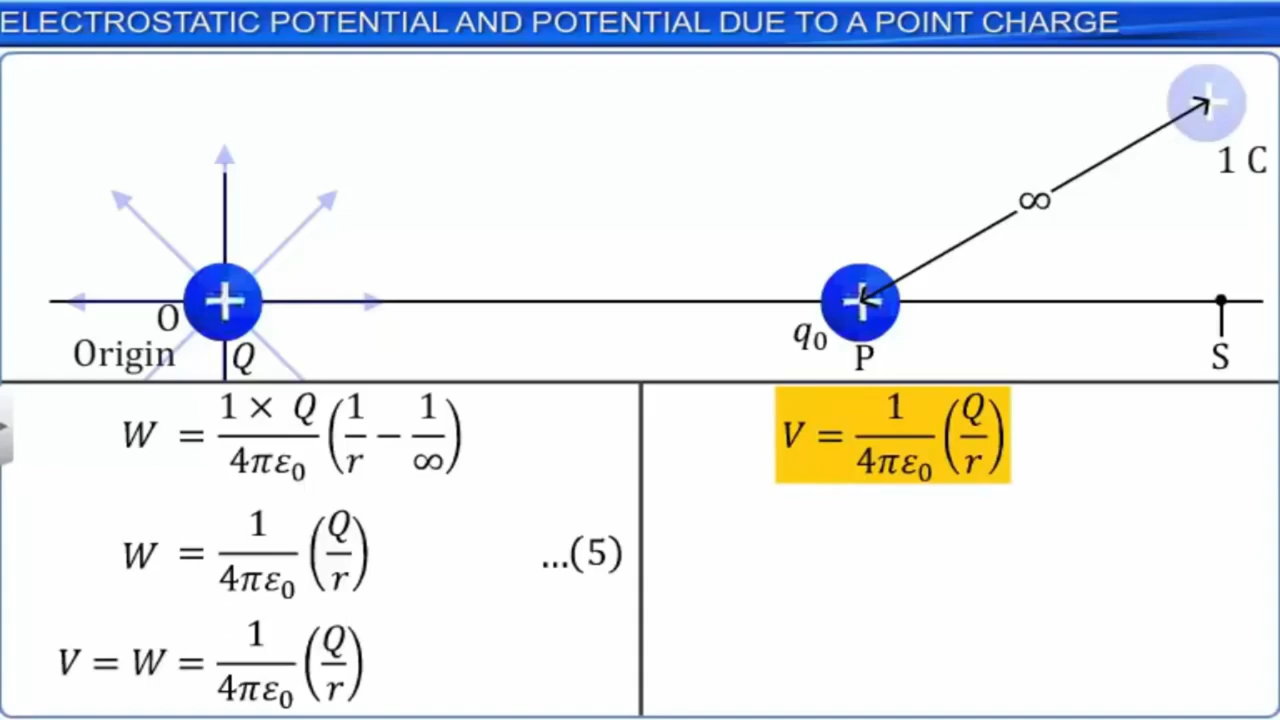 ELECTROSTATIC POTENTIAL AND POTENTIAL DUE TO A POINT CHARGE
1 C
∞
O
Origin
Q
q₀
P
S
W = (1 × Q)/(4πε₀) (1/r − 1/∞)
W = 1/(4πε₀) (Q/r) ...(5)
V = W = 1/(4πε₀) (Q/r)
V = 1/(4πε₀) (Q/r)